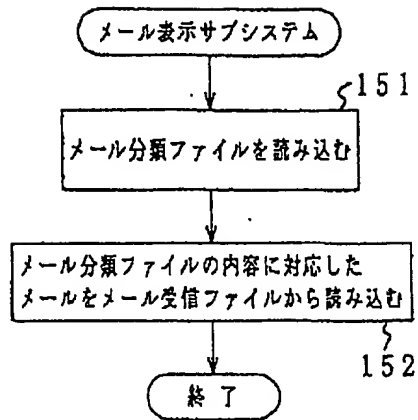 メール表示サブシステム
151
メール分類ファイルを読み込む
メール分類ファイルの内容に対応した
メールをメール受信ファイルから読み込む
152
終了